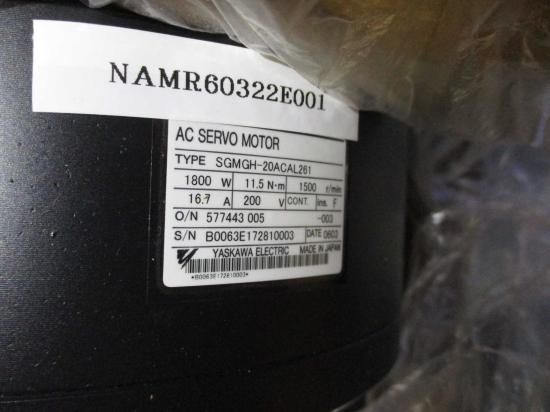 NAMR60322E001
AC SERVO MOTOR
TYPE SGMGH-20ACAL261
1800 W 11.5 N·m 1500 r/min
16.7 A 200 V CONT. ins. F
O/N 577443 005 -003
S/N B0063E172810003 DATE 0603
YASKAWA ELECTRIC MADE IN JAPAN
*B0063E172810003*